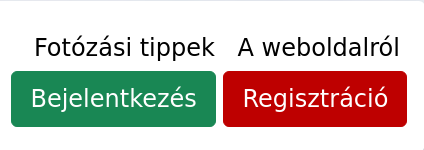 Fotózási tippek A weboldalról
Bejelentkezés Regisztráció